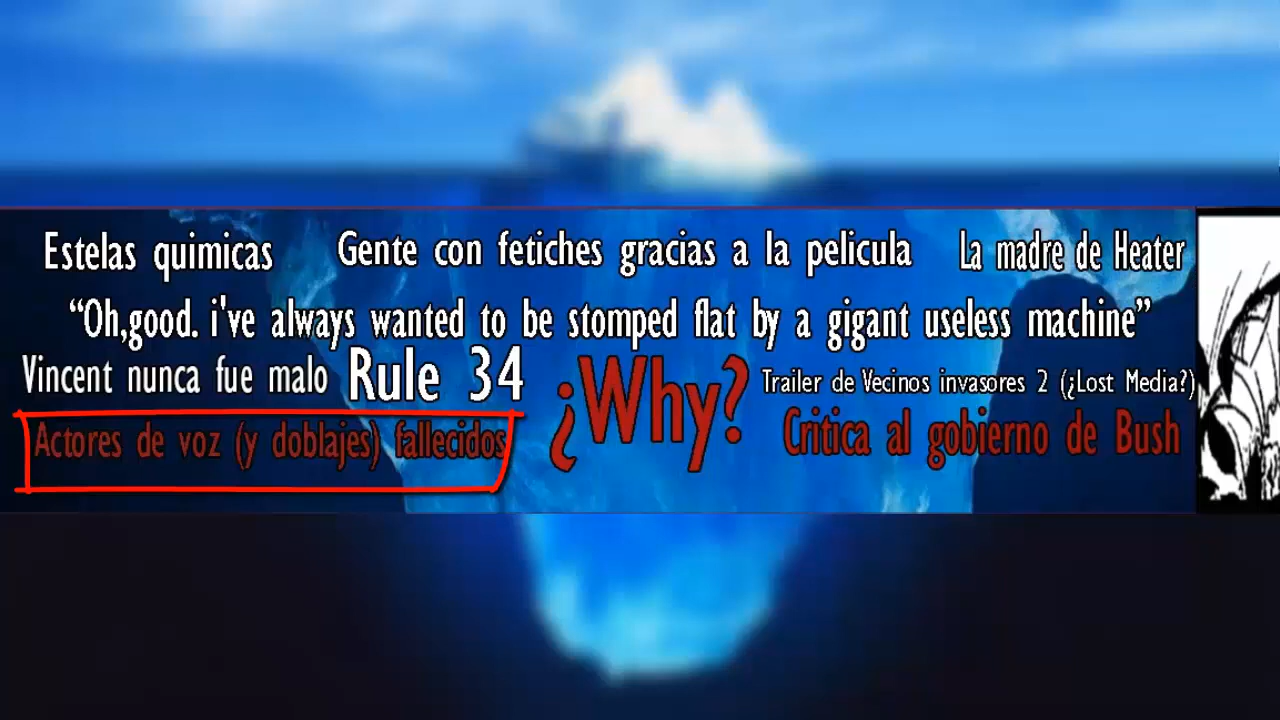 Estelas quimicas Gente con fetiches gracias a la pelicula La madre de Heater
“Oh,good. i've always wanted to be stomped flat by a gigant useless machine”
Vincent nunca fue malo Rule 34 ¿Why? Trailer de Vecinos invasores 2 (¿Lost Media?)
Actores de voz (y doblajes) fallecidos Critica al gobierno de Bush